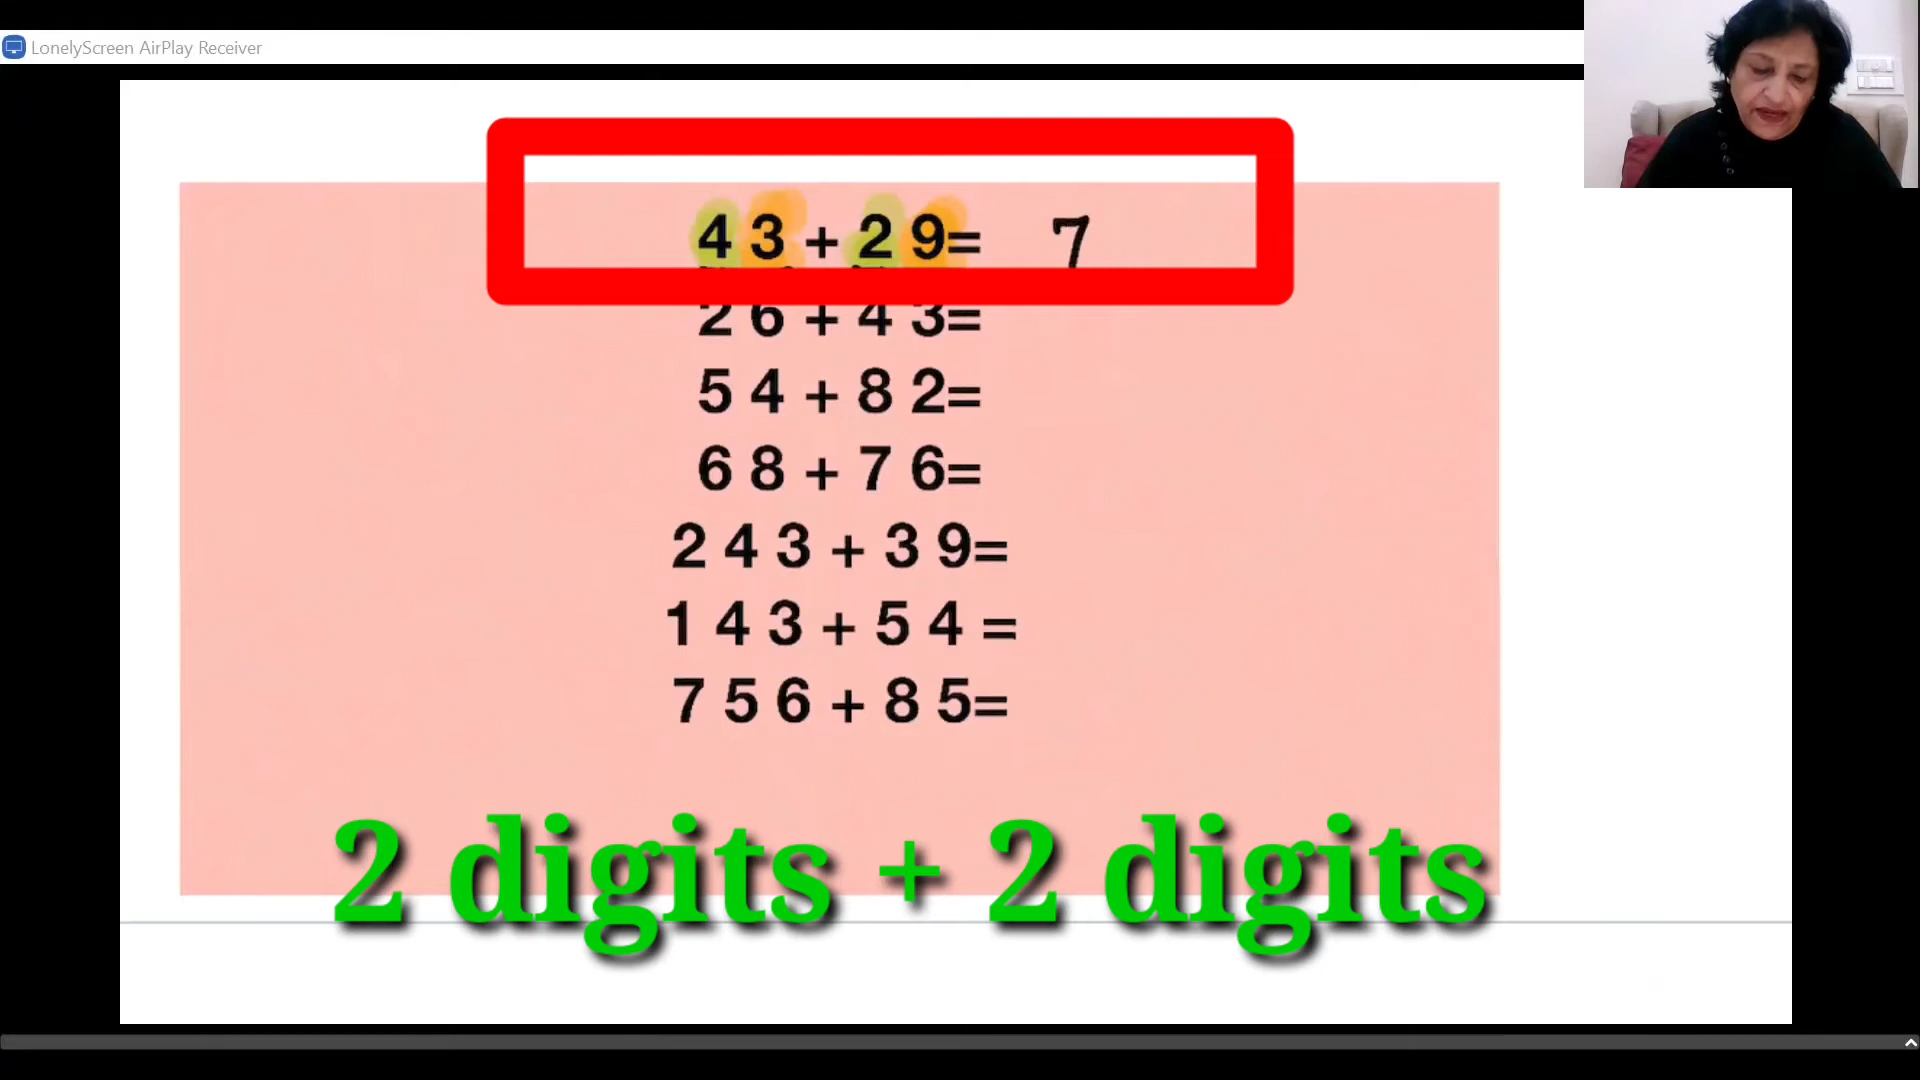 LonelyScreen AirPlay Receiver
4 3 + 2 9= 7
2 6 + 4 3=
5 4 + 8 2=
6 8 + 7 6=
2 4 3 + 3 9=
1 4 3 + 5 4 =
7 5 6 + 8 5=
2 digits + 2 digits